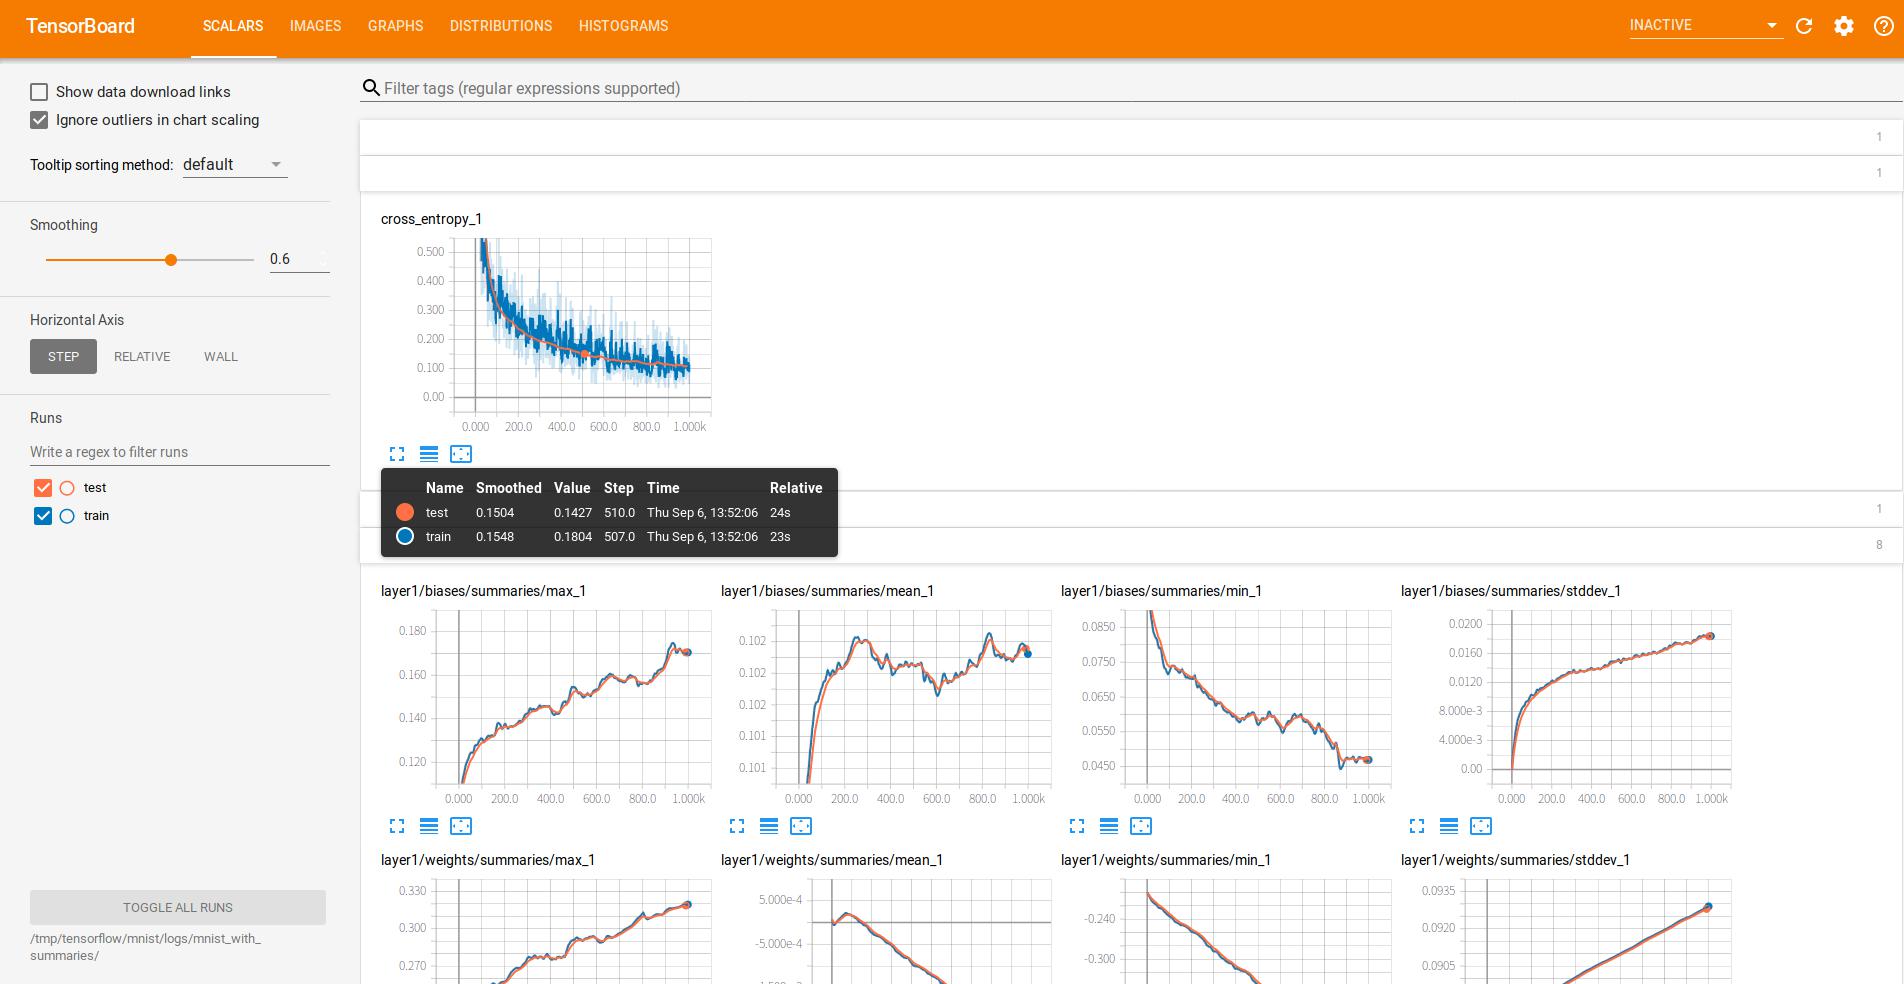 TensorBoard SCALARS IMAGES GRAPHS DISTRIBUTIONS HISTOGRAMS INACTIVE
Show data download links
Ignore outliers in chart scaling
Tooltip sorting method: default
Smoothing
0.6
Horizontal Axis
STEP RELATIVE WALL
Runs
Write a regex to filter runs
test
train
TOGGLE ALL RUNS
/tmp/tensorflow/mnist/logs/mnist_with_
summaries/
Filter tags (regular expressions supported)
1
1
cross_entropy_1
0.500
0.400
0.300
0.200
0.100
0.00
0.000 200.0 400.0 600.0 800.0 1.000k
Name Smoothed Value Step Time Relative
test 0.1504 0.1427 510.0 Thu Sep 6, 13:52:06 24s
train 0.1548 0.1804 507.0 Thu Sep 6, 13:52:06 23s
1
8
layer1/biases/summaries/max_1
0.180
0.160
0.140
0.120
0.000 200.0 400.0 600.0 800.0 1.000k
layer1/biases/summaries/mean_1
0.102
0.102
0.102
0.101
0.101
0.000 200.0 400.0 600.0 800.0 1.000k
layer1/biases/summaries/min_1
0.0850
0.0750
0.0650
0.0550
0.0450
0.000 200.0 400.0 600.0 800.0 1.000k
layer1/biases/summaries/stddev_1
0.0200
0.0160
0.0120
8.000e-3
4.000e-3
0.00
0.000 200.0 400.0 600.0 800.0 1.000k
layer1/weights/summaries/max_1
0.330
0.300
0.270
layer1/weights/summaries/mean_1
5.000e-4
-5.000e-4
layer1/weights/summaries/min_1
-0.240
-0.300
layer1/weights/summaries/stddev_1
0.0935
0.0920
0.0905